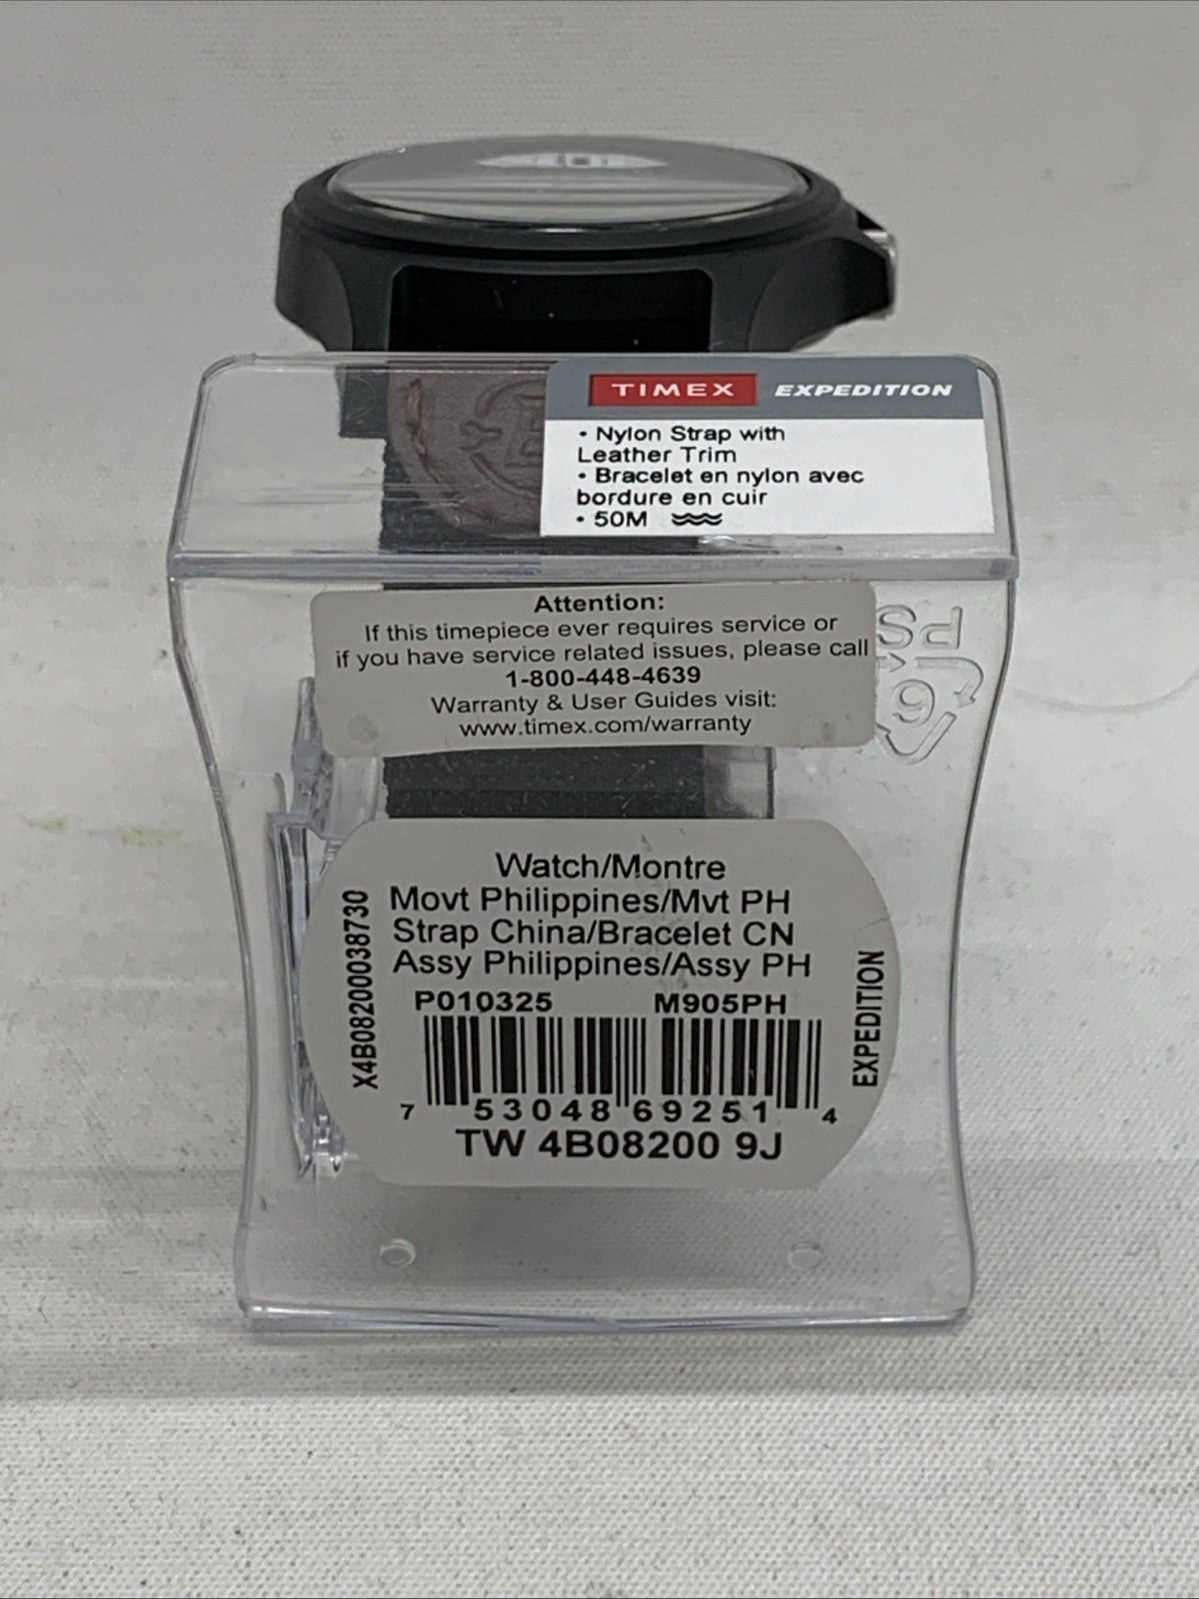 TIMEX EXPEDITION
• Nylon Strap with
Leather Trim
• Bracelet en nylon avec
bordure en cuir
• 50M
Attention:
If this timepiece ever requires service or
if you have service related issues, please call
1-800-448-4639
Warranty & User Guides visit:
www.timex.com/warranty
PS
6
Watch/Montre
Movt Philippines/Mvt PH
Strap China/Bracelet CN
Assy Philippines/Assy PH
P010325 M905PH
X4B0820038730
EXPEDITION
7 53048 69251 4
TW 4B08200 9J